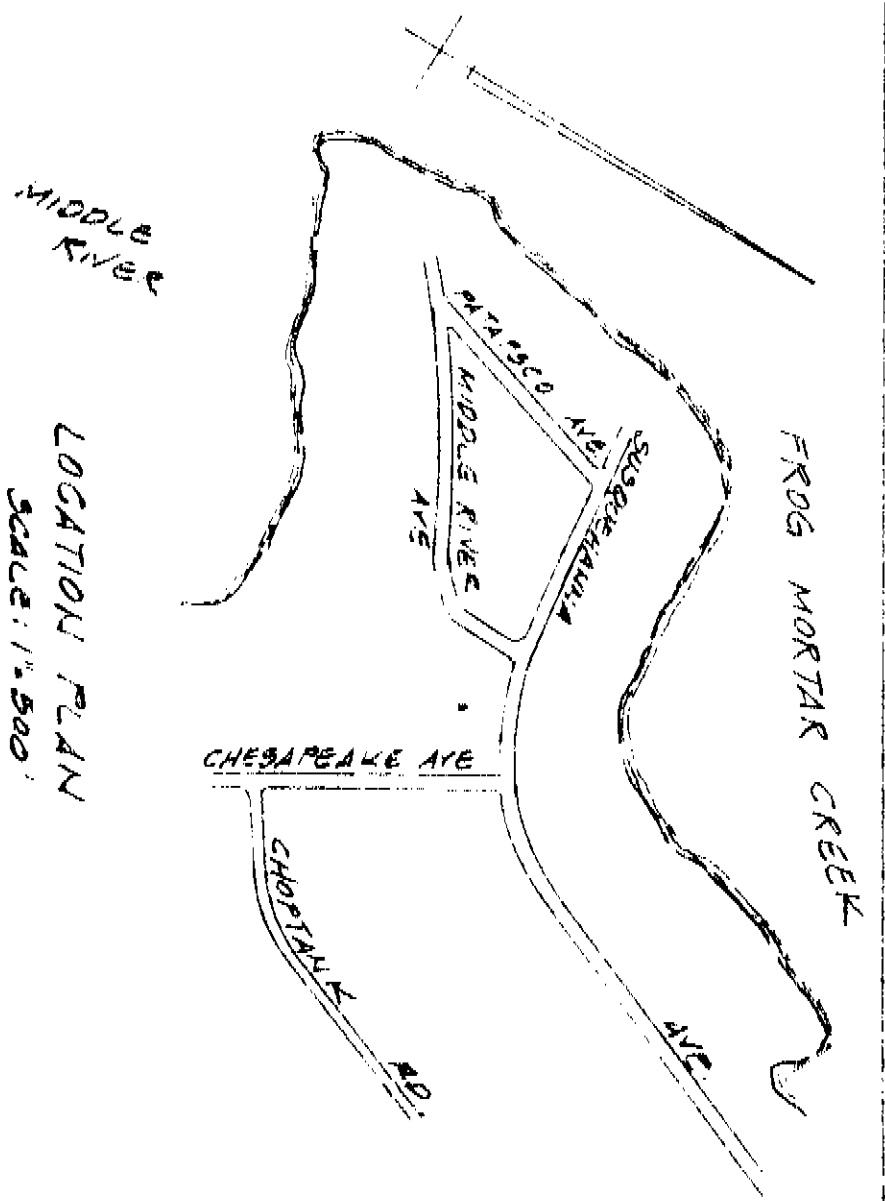 MIDDLE
RIVER
FROG MORTAR CREEK
PATAPSCO AVE.
SUSQUEHANNA
AVE.
MIDDLE RIVER
AVE
CHESAPEAKE AVE
CHOPTANK
RD.
LOCATION PLAN
SCALE: 1"=500'